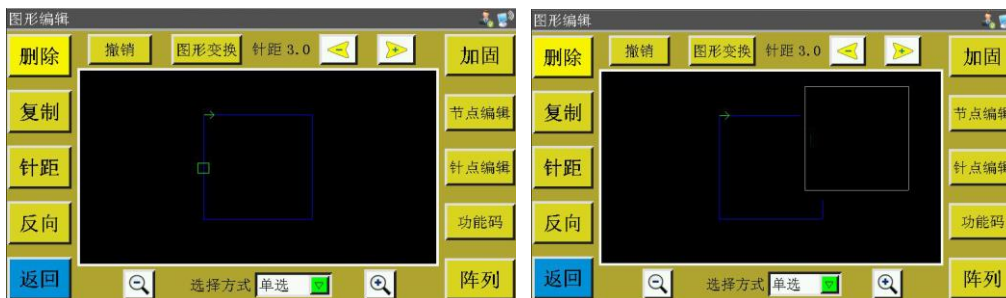 图形编辑
撤销 图形变换 针距 3.0 - +
删除
复制
针距
反向
返回
加固
节点编辑
针点编辑
功能码
阵列
选择方式 单选
图形编辑
撤销 图形变换 针距 3.0 - +
删除
复制
针距
反向
返回
加固
节点编辑
针点编辑
功能码
阵列
选择方式 单选